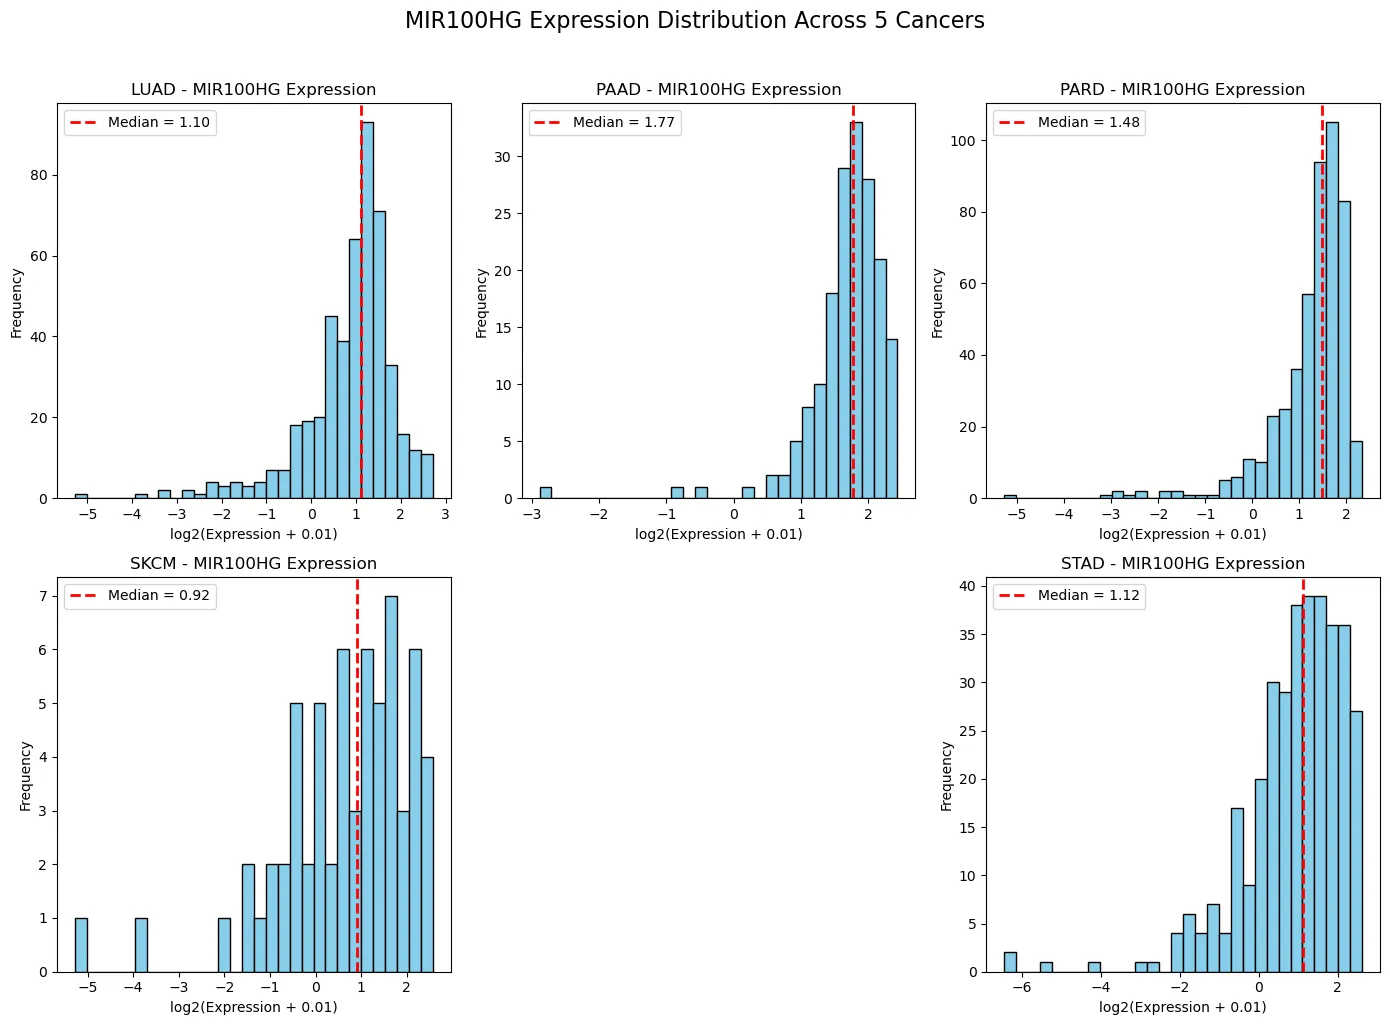 MIR100HG Expression Distribution Across 5 Cancers
LUAD - MIR100HG Expression
Median = 1.10
Frequency
80
60
40
20
0
−5 −4 −3 −2 −1 0 1 2 3
log2(Expression + 0.01)
PAAD - MIR100HG Expression
Median = 1.77
Frequency
30
25
20
15
10
5
0
−3 −2 −1 0 1 2
log2(Expression + 0.01)
PARD - MIR100HG Expression
Median = 1.48
Frequency
100
80
60
40
20
0
−5 −4 −3 −2 −1 0 1 2
log2(Expression + 0.01)
SKCM - MIR100HG Expression
Median = 0.92
Frequency
7
6
5
4
3
2
1
0
−5 −4 −3 −2 −1 0 1 2
log2(Expression + 0.01)
STAD - MIR100HG Expression
Median = 1.12
Frequency
40
35
30
25
20
15
10
5
0
−6 −4 −2 0 2
log2(Expression + 0.01)